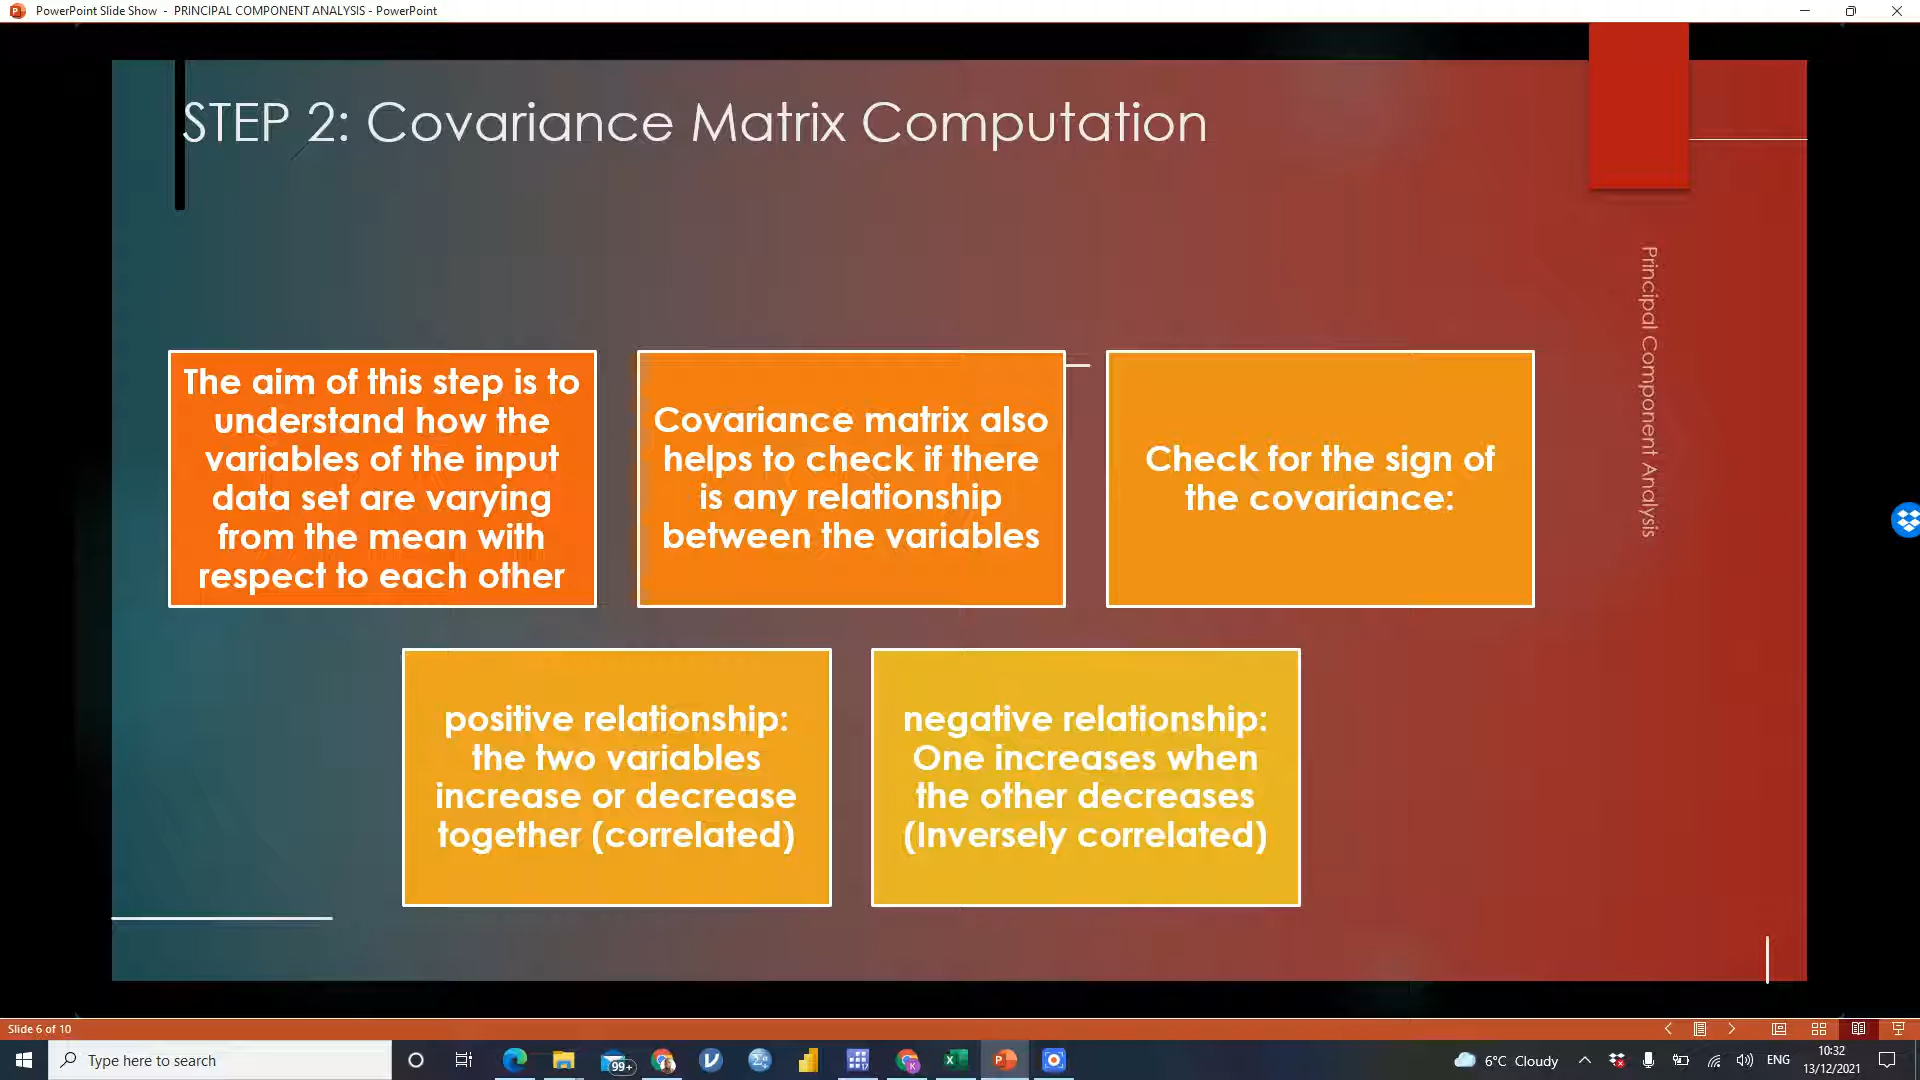 PowerPoint Slide Show - PRINCIPAL COMPONENT ANALYSIS - PowerPoint
STEP 2: Covariance Matrix Computation
Principal Component Analysis
The aim of this step is to
understand how the
variables of the input
data set are varying
from the mean with
respect to each other
Covariance matrix also
helps to check if there
is any relationship
between the variables
Check for the sign of
the covariance:
positive relationship:
the two variables
increase or decrease
together (correlated)
negative relationship:
One increases when
the other decreases
(Inversely correlated)
Slide 6 of 10
Type here to search
99+
6°C Cloudy
ENG
10:32
13/12/2021